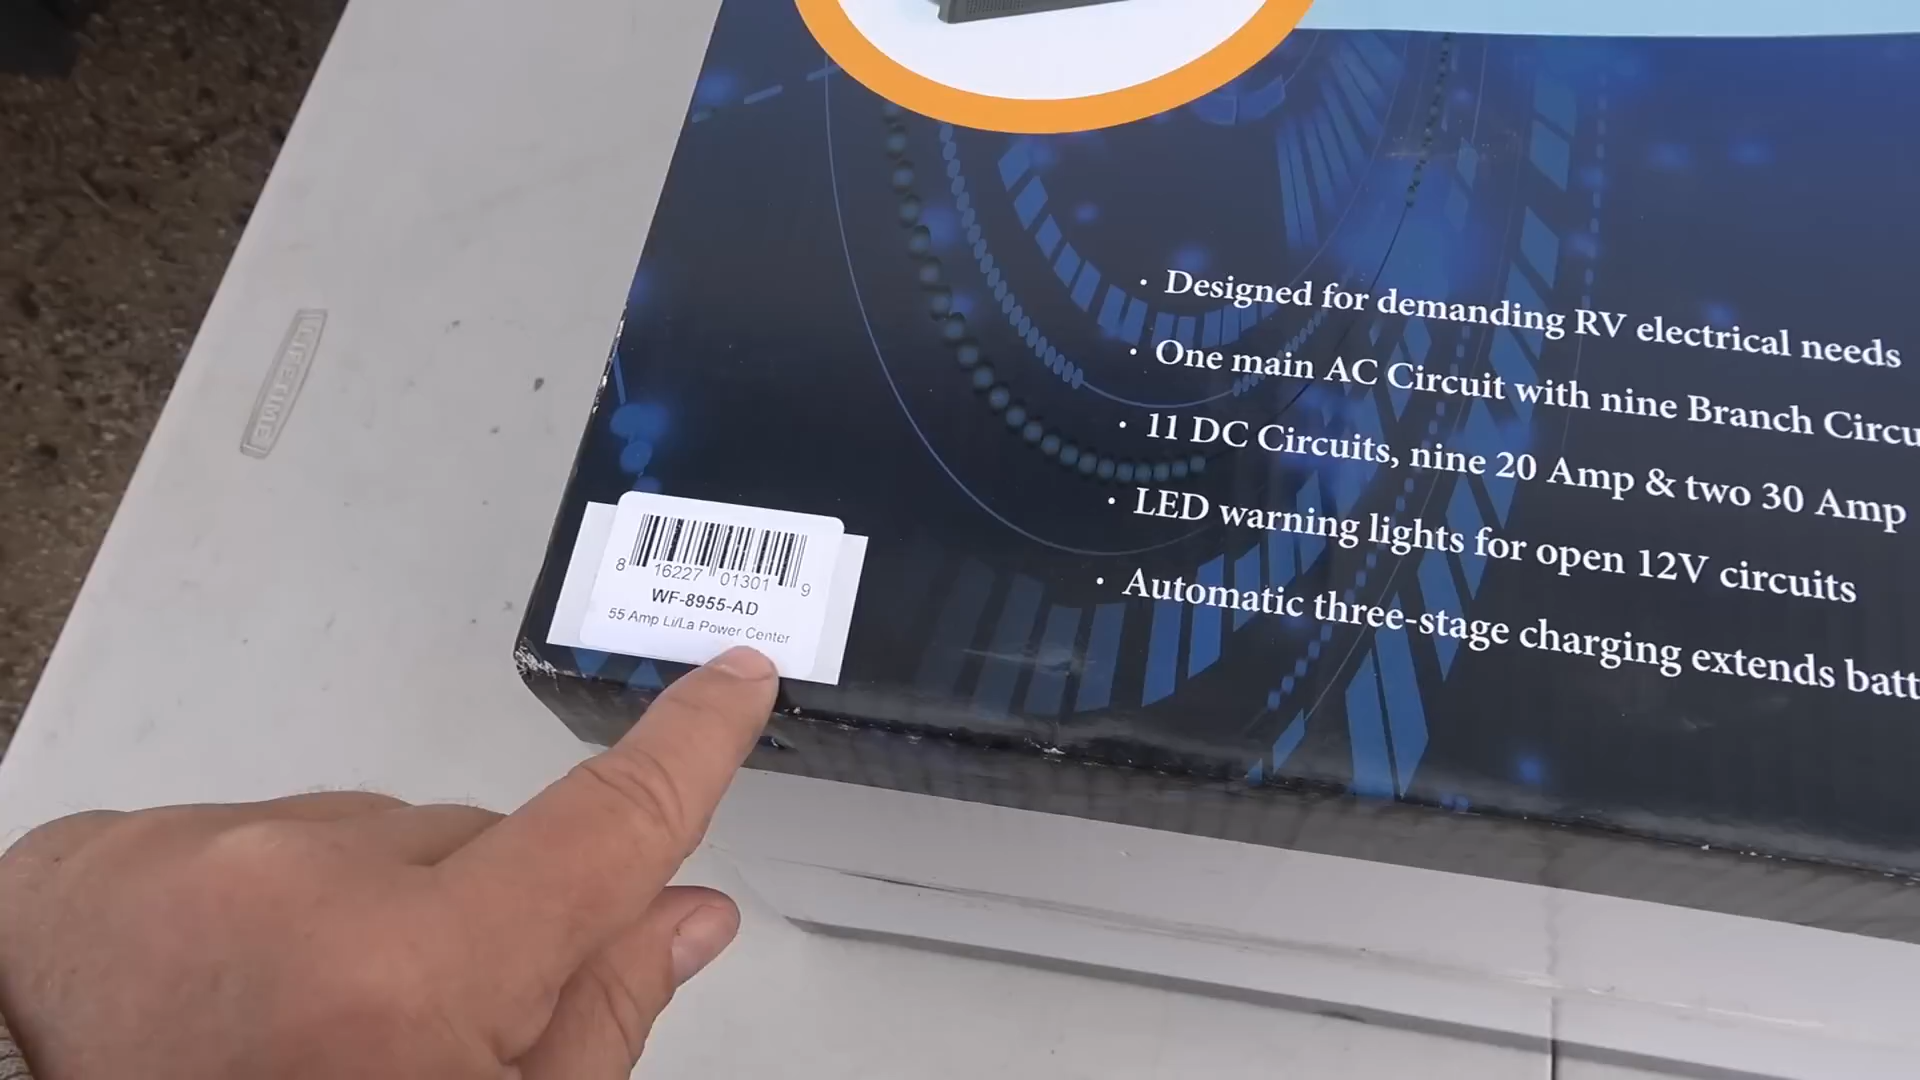 LIFETIME
· Designed for demanding RV electrical needs
· One main AC Circuit with nine Branch Circu
· 11 DC Circuits, nine 20 Amp & two 30 Amp
· LED warning lights for open 12V circuits
· Automatic three-stage charging extends batt
8 16227 01301 9
WF-8955-AD
55 Amp Li/La Power Center